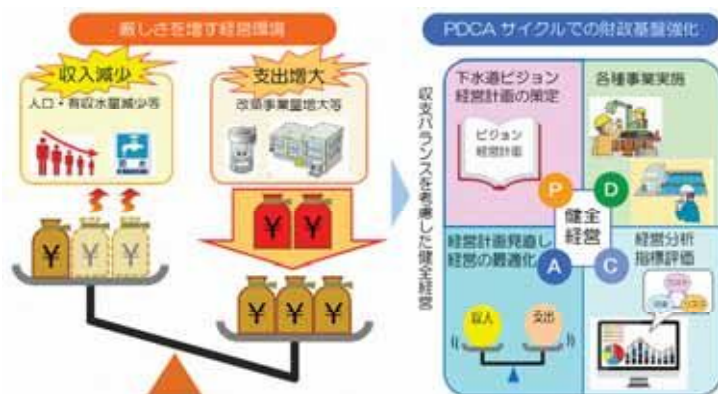 厳しさを増す経営環境
収入減少
人口・有収水量減少等
支出増大
改築事業量増大等
¥
¥
¥
¥
¥
¥
¥
¥
収支バランスを考慮した健全経営
PDCAサイクルでの財政基盤強化
下水道ビジョン
経営計画の策定
ビジョン
経営計画
各種事業実施
P
D
健全
経営
A
C
経営計画見直し
経営の最適化
収入
支出
経営分析
指標評価